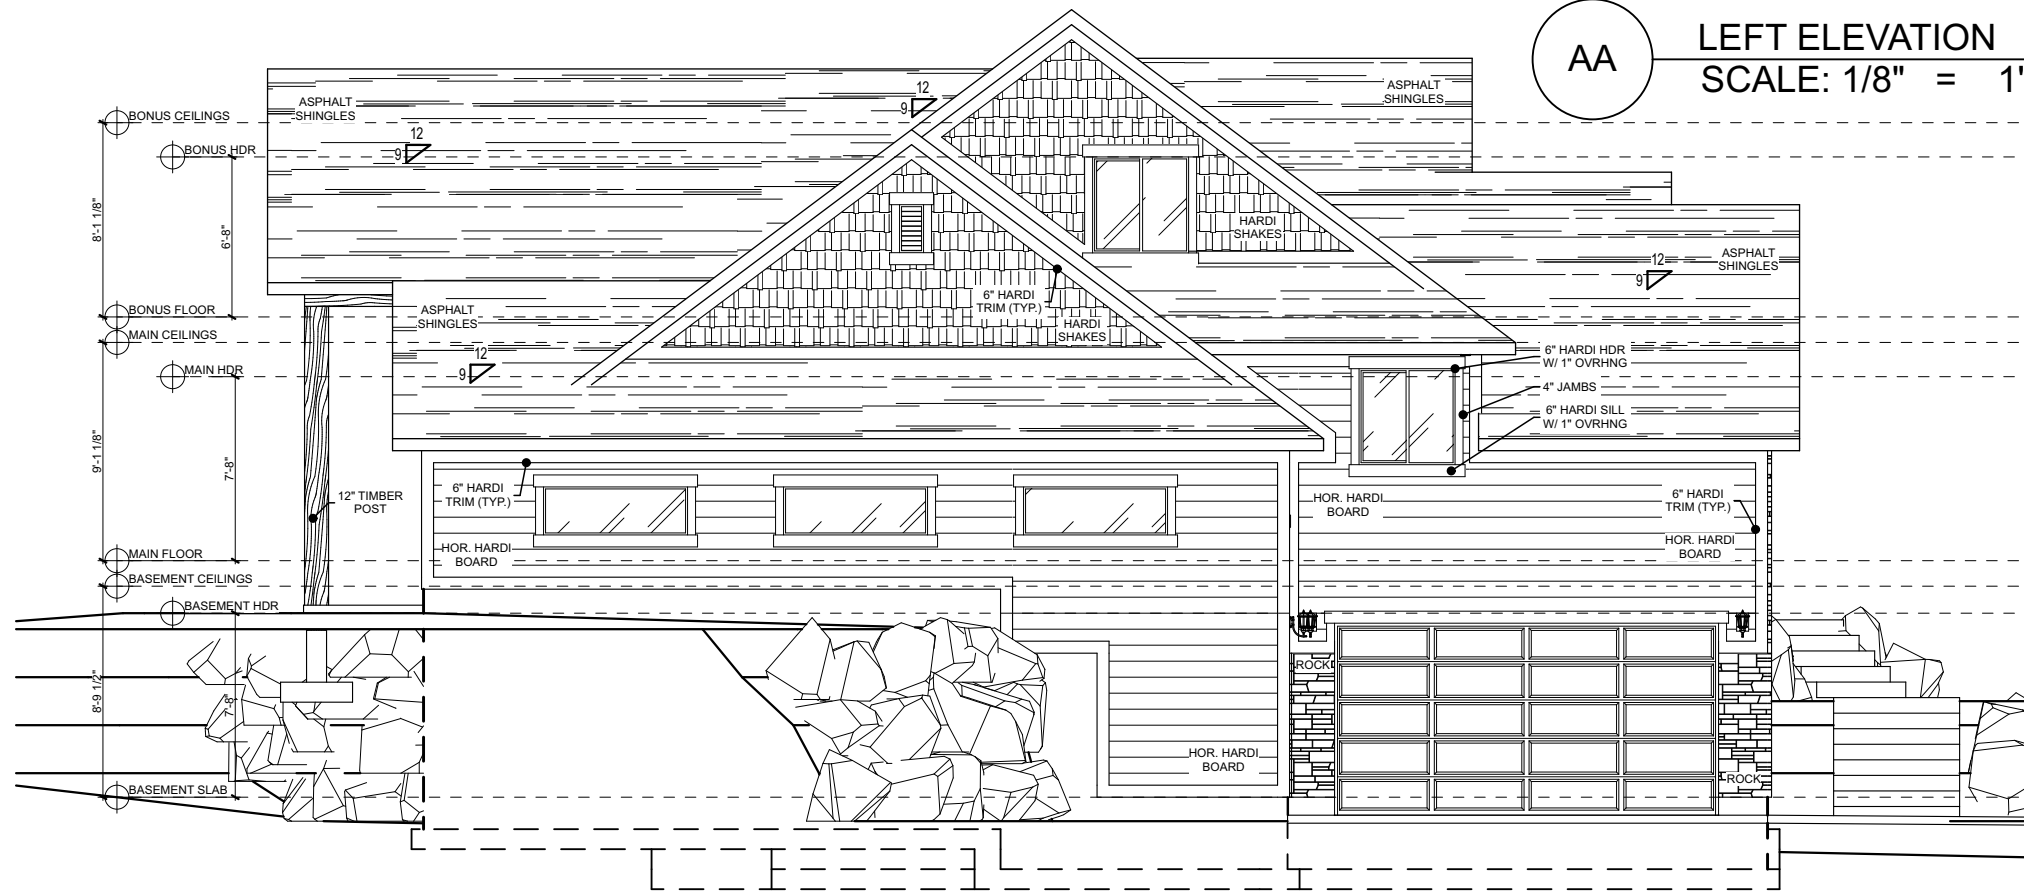 AA
LEFT ELEVATION
SCALE: 1/8" = 1'
BONUS CEILINGS
BONUS HDR
8'-1 1/8"
6'-8"
BONUS FLOOR
MAIN CEILINGS
MAIN HDR
9'-1 1/8"
7'-8"
MAIN FLOOR
BASEMENT CEILINGS
BASEMENT HDR
8'-9 1/2"
7'-8"
BASEMENT SLAB
ASPHALT
SHINGLES
12
9
12
9
ASPHALT
SHINGLES
HARDI
SHAKES
ASPHALT
SHINGLES
12
9
6" HARDI
TRIM (TYP.)
HARDI
SHAKES
ASPHALT
SHINGLES
12
9
6" HARDI HDR
W/ 1" OVRHNG
4" JAMBS
6" HARDI SILL
W/ 1" OVRHNG
12" TIMBER
POST
6" HARDI
TRIM (TYP.)
HOR. HARDI
BOARD
HOR. HARDI
BOARD
6" HARDI
TRIM (TYP.)
HOR. HARDI
BOARD
ROCK
HOR. HARDI
BOARD
ROCK